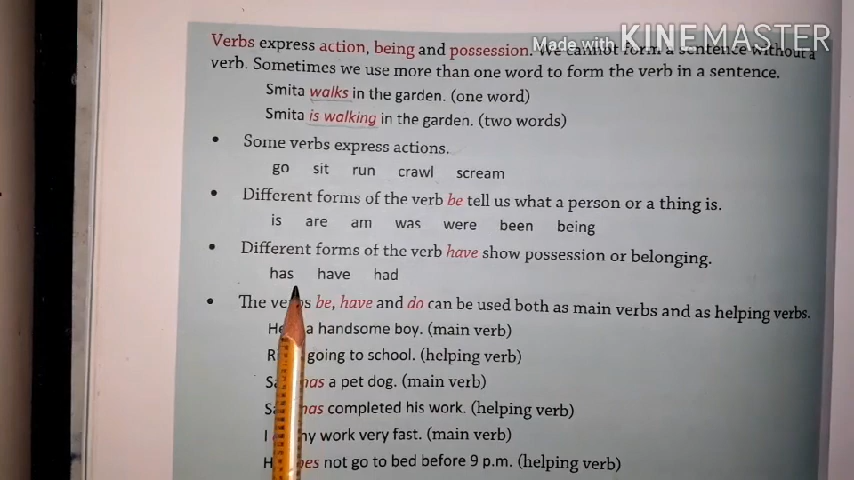 Made with KINEMASTER
Verbs express action, being and possession. We cannot form a sentence without a
verb. Sometimes we use more than one word to form the verb in a sentence.
Smita walks in the garden. (one word)
Smita is walking in the garden. (two words)
• Some verbs express actions.
go sit run crawl scream
• Different forms of the verb be tell us what a person or a thing is.
is are am was were been being
• Different forms of the verb have show possession or belonging.
has have had
• The verbs be, have and do can be used both as main verbs and as helping verbs.
a handsome boy. (main verb)
going to school. (helping verb)
has a pet dog. (main verb)
has completed his work. (helping verb)
I my work very fast. (main verb)
not go to bed before 9 p.m. (helping verb)